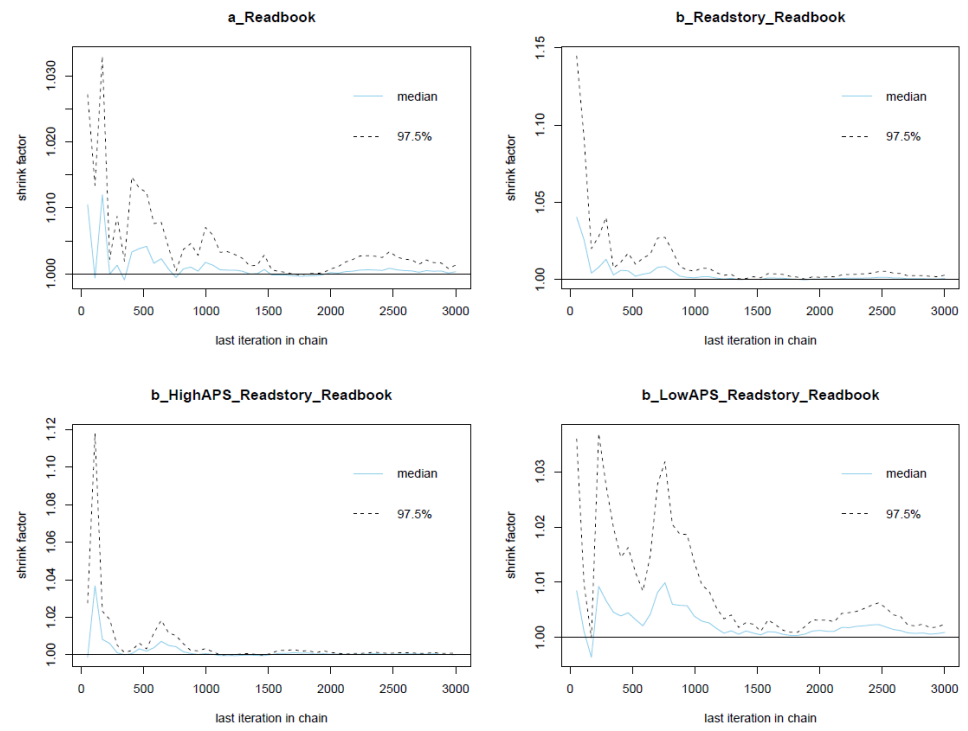 a_Readbook
shrink factor
1.000 1.010 1.020 1.030
median
97.5%
0 500 1000 1500 2000 2500 3000
last iteration in chain
b_Readstory_Readbook
shrink factor
1.00 1.05 1.10 1.15
median
97.5%
0 500 1000 1500 2000 2500 3000
last iteration in chain
b_HighAPS_Readstory_Readbook
shrink factor
1.00 1.02 1.04 1.06 1.08 1.10 1.12
median
97.5%
0 500 1000 1500 2000 2500 3000
last iteration in chain
b_LowAPS_Readstory_Readbook
shrink factor
1.00 1.01 1.02 1.03
median
97.5%
0 500 1000 1500 2000 2500 3000
last iteration in chain